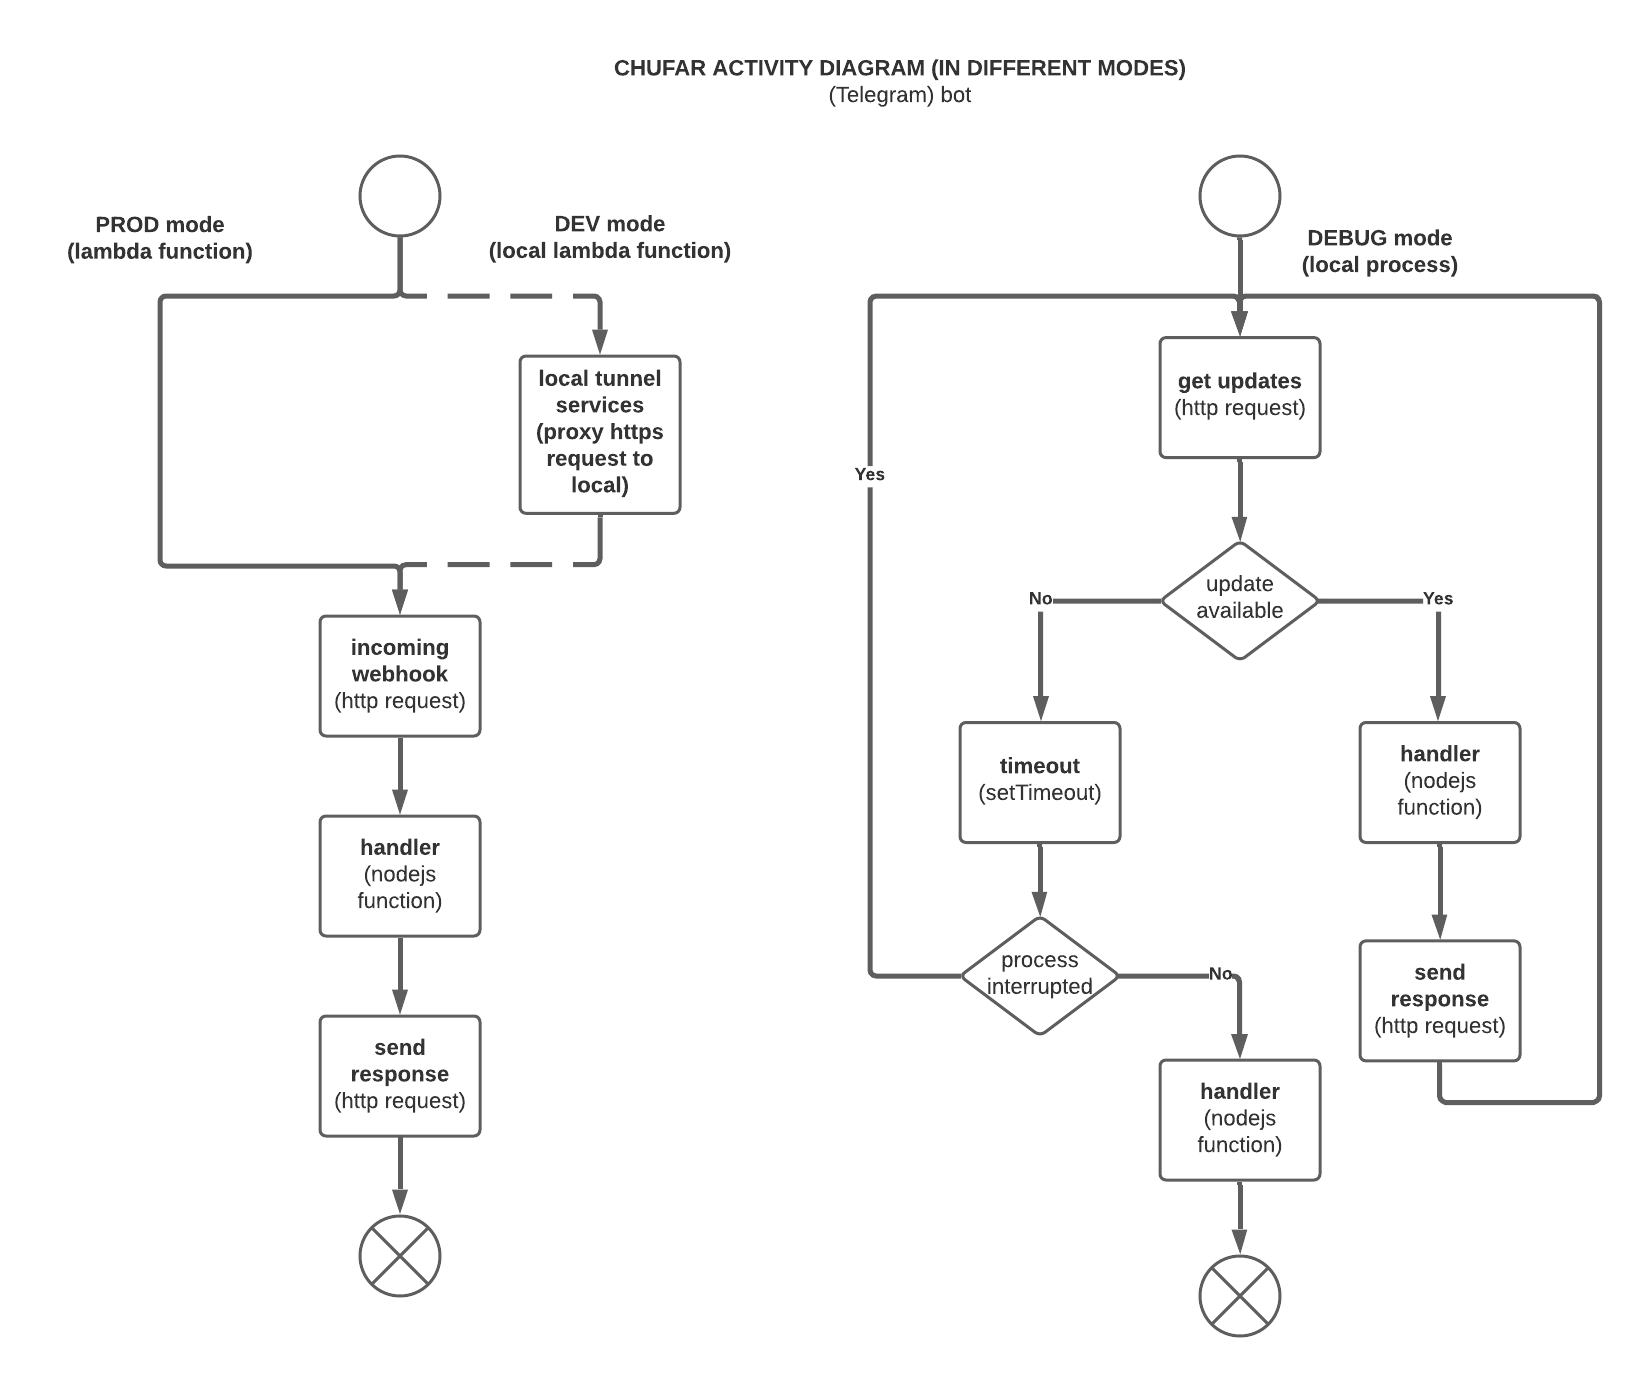 CHUFAR ACTIVITY DIAGRAM (IN DIFFERENT MODES)
(Telegram) bot
PROD mode
(lambda function)
DEV mode
(local lambda function)
local tunnel
services
(proxy https
request to
local)
incoming
webhook
(http request)
handler
(nodejs
function)
send
response
(http request)
DEBUG mode
(local process)
get updates
(http request)
Yes
update
available
No
Yes
timeout
(setTimeout)
handler
(nodejs
function)
process
interrupted
No
send
response
(http request)
handler
(nodejs
function)